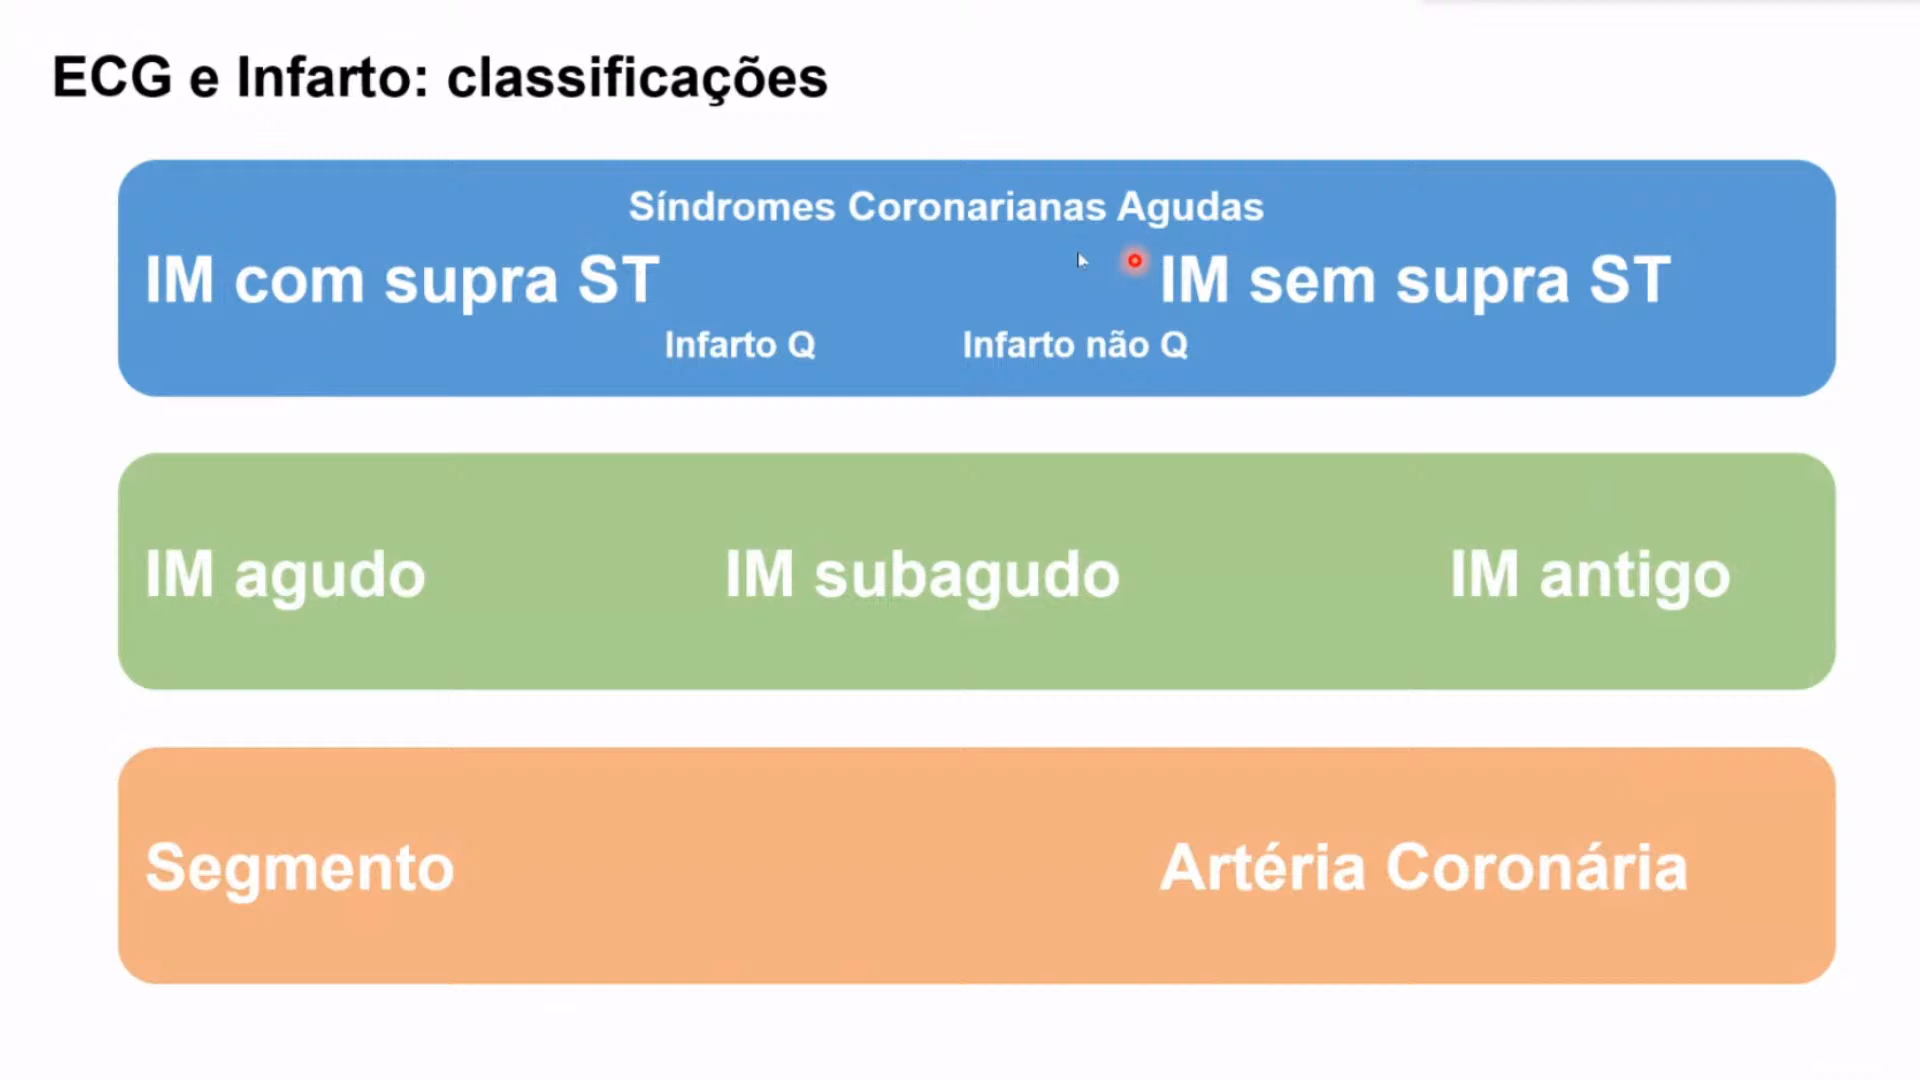 ECG e Infarto: classificações
Síndromes Coronarianas Agudas
IM com supra ST
IM sem supra ST
Infarto Q
Infarto não Q
IM agudo
IM subagudo
IM antigo
Segmento
Artéria Coronária